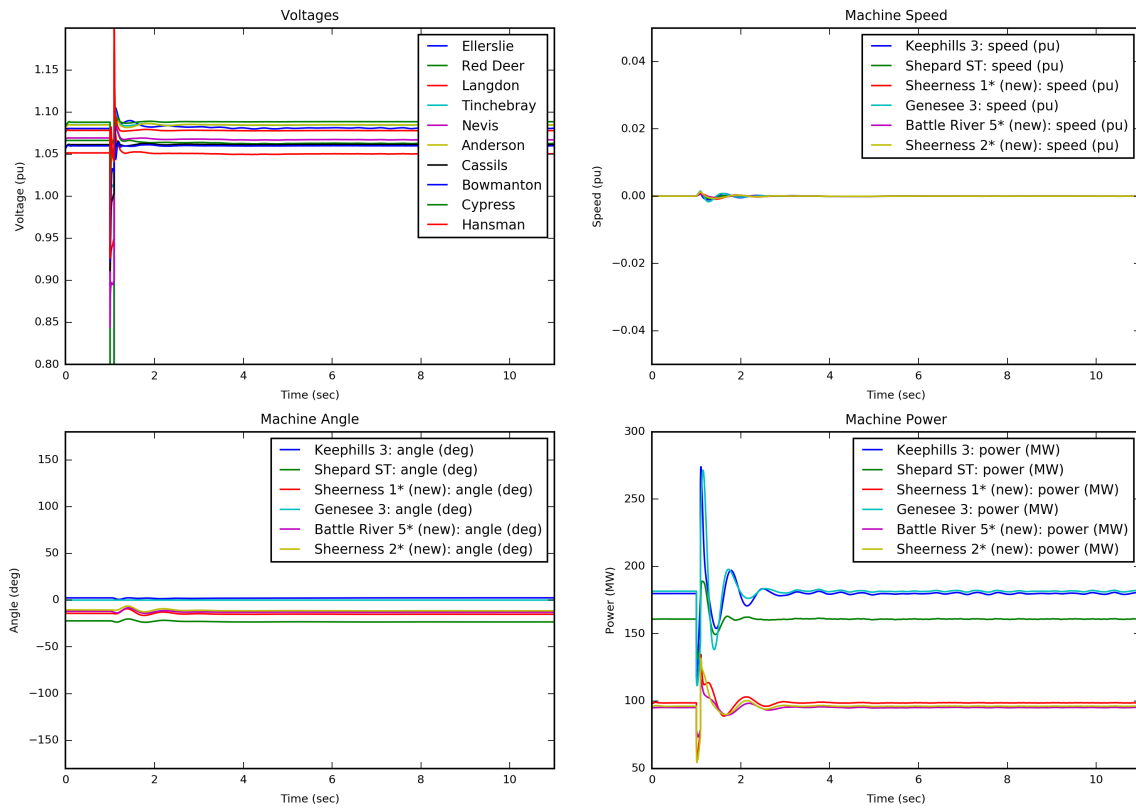 Voltages
1.15
1.10
1.05
1.00
0.95
0.90
0.85
0.80
Voltage (pu)
0
2
4
6
8
10
Time (sec)
Ellerslie
Red Deer
Langdon
Tinchebray
Nevis
Anderson
Cassils
Bowmanton
Cypress
Hansman
Machine Speed
0.04
0.02
0.00
−0.02
−0.04
Speed (pu)
0
2
4
6
8
10
Time (sec)
Keephills 3: speed (pu)
Shepard ST: speed (pu)
Sheerness 1* (new): speed (pu)
Genesee 3: speed (pu)
Battle River 5* (new): speed (pu)
Sheerness 2* (new): speed (pu)
Machine Angle
150
100
50
0
−50
−100
−150
Angle (deg)
0
2
4
6
8
10
Time (sec)
Keephills 3: angle (deg)
Shepard ST: angle (deg)
Sheerness 1* (new): angle (deg)
Genesee 3: angle (deg)
Battle River 5* (new): angle (deg)
Sheerness 2* (new): angle (deg)
Machine Power
300
250
200
150
100
50
Power (MW)
0
2
4
6
8
10
Time (sec)
Keephills 3: power (MW)
Shepard ST: power (MW)
Sheerness 1* (new): power (MW)
Genesee 3: power (MW)
Battle River 5* (new): power (MW)
Sheerness 2* (new): power (MW)